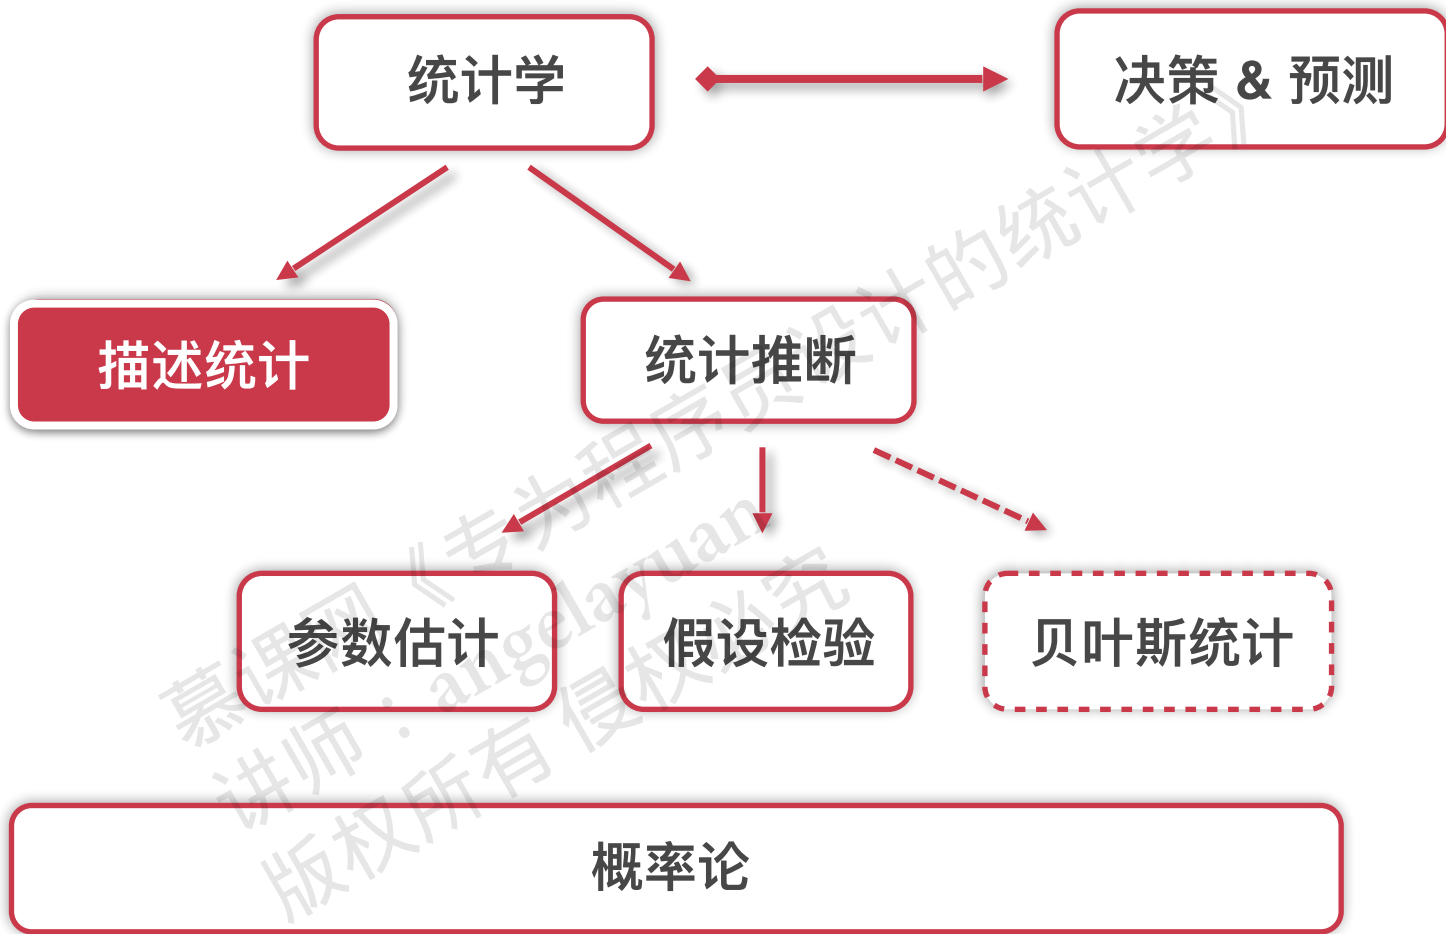 统计学
决策 & 预测
描述统计
统计推断
参数估计
假设检验
贝叶斯统计
概率论
慕课网《专为程序员设计的统计学》
讲师：angelayuan
版权所有 侵权必究